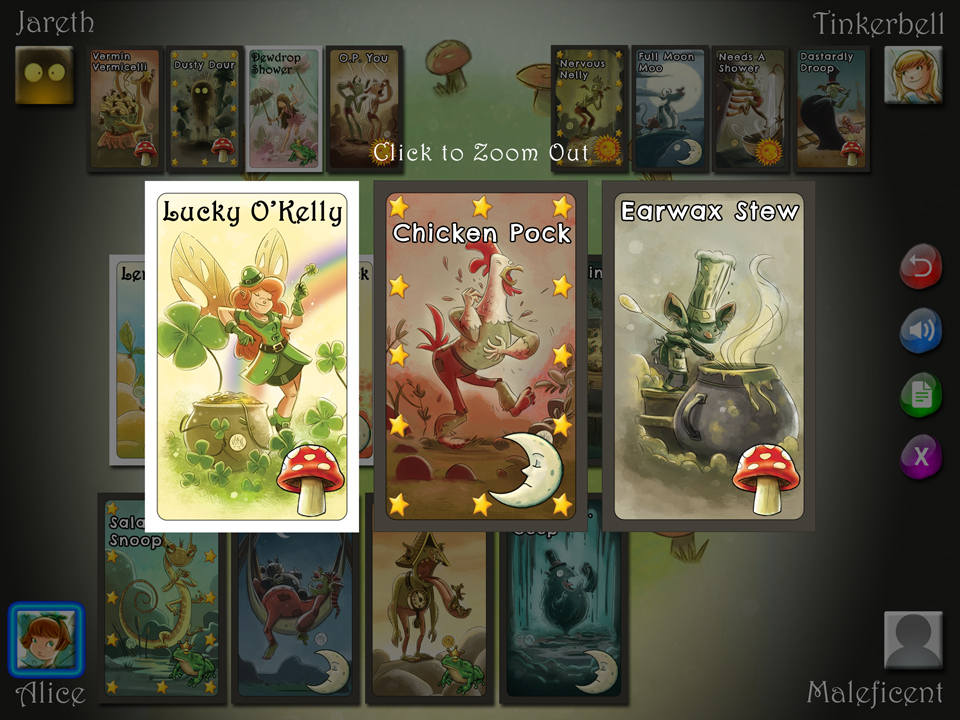 Jareth
Tinkerbell
Vermin
Vermicelli
Dusty Dour
Dewdrop
Shower
O.P. You
Nervous
Nelly
Full Moon
Moo
Needs A
Shower
Dastardly
Droop
Click to Zoom Out
Lucky O'Kelly
Chicken Pock
Earwax Stew
X
Snoop
Alice
Maleficent